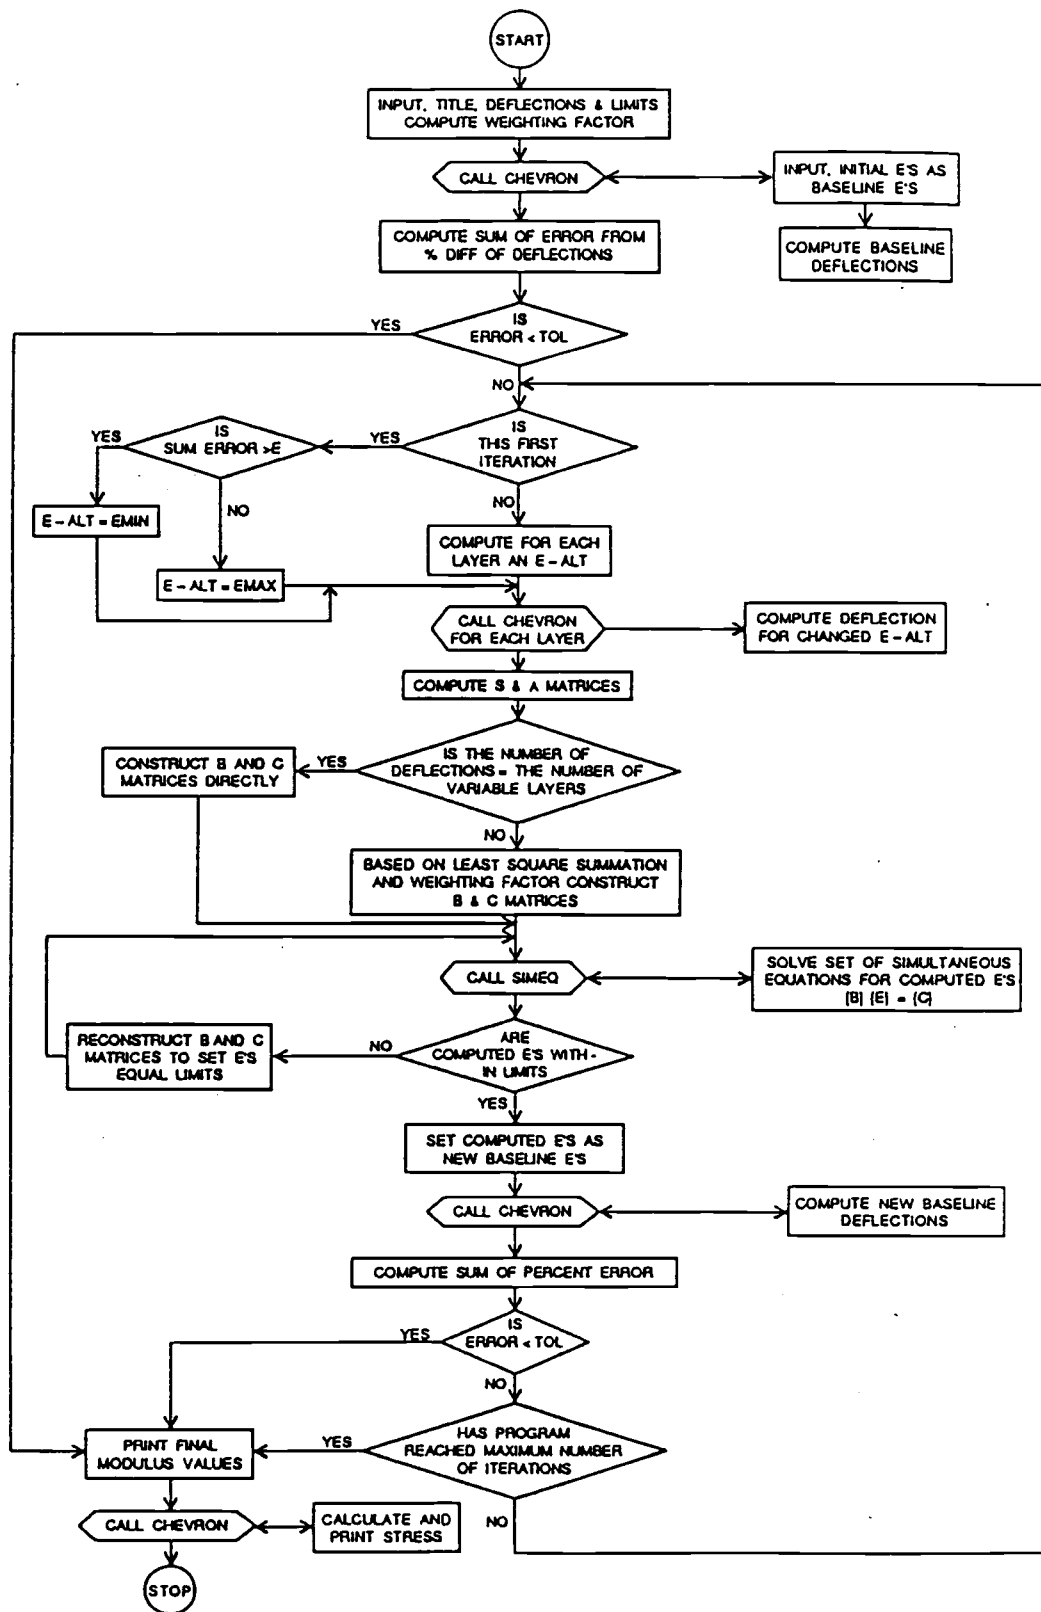 START
INPUT, TITLE, DEFLECTIONS & LIMITS
COMPUTE WEIGHTING FACTOR
CALL CHEVRON
INPUT, INITIAL E'S AS
BASELINE E'S
COMPUTE BASELINE
DEFLECTIONS
COMPUTE SUM OF ERROR FROM
% DIFF OF DEFLECTIONS
IS
ERROR < TOL
YES
NO
IS
THIS FIRST
ITERATION
YES
IS
SUM ERROR >E
YES
NO
E - ALT = EMIN
E - ALT = EMAX
NO
COMPUTE FOR EACH
LAYER AN E - ALT
CALL CHEVRON
FOR EACH LAYER
COMPUTE DEFLECTION
FOR CHANGED E - ALT
COMPUTE S & A MATRICES
IS THE NUMBER OF
DEFLECTIONS = THE NUMBER OF
VARIABLE LAYERS
YES
CONSTRUCT B AND C
MATRICES DIRECTLY
NO
BASED ON LEAST SQUARE SUMMATION
AND WEIGHTING FACTOR CONSTRUCT
B & C MATRICES
CALL SIMEQ
SOLVE SET OF SIMULTANEOUS
EQUATIONS FOR COMPUTED E'S
{B} {E} = {C}
ARE
COMPUTED E'S WITH -
IN LIMITS
NO
RECONSTRUCT B AND C
MATRICES TO SET E'S
EQUAL LIMITS
YES
SET COMPUTED E'S AS
NEW BASELINE E'S
CALL CHEVRON
COMPUTE NEW BASELINE
DEFLECTIONS
COMPUTE SUM OF PERCENT ERROR
IS
ERROR < TOL
YES
NO
HAS PROGRAM
REACHED MAXIMUM NUMBER
OF ITERATIONS
YES
NO
PRINT FINAL
MODULUS VALUES
CALL CHEVRON
CALCULATE AND
PRINT STRESS
STOP